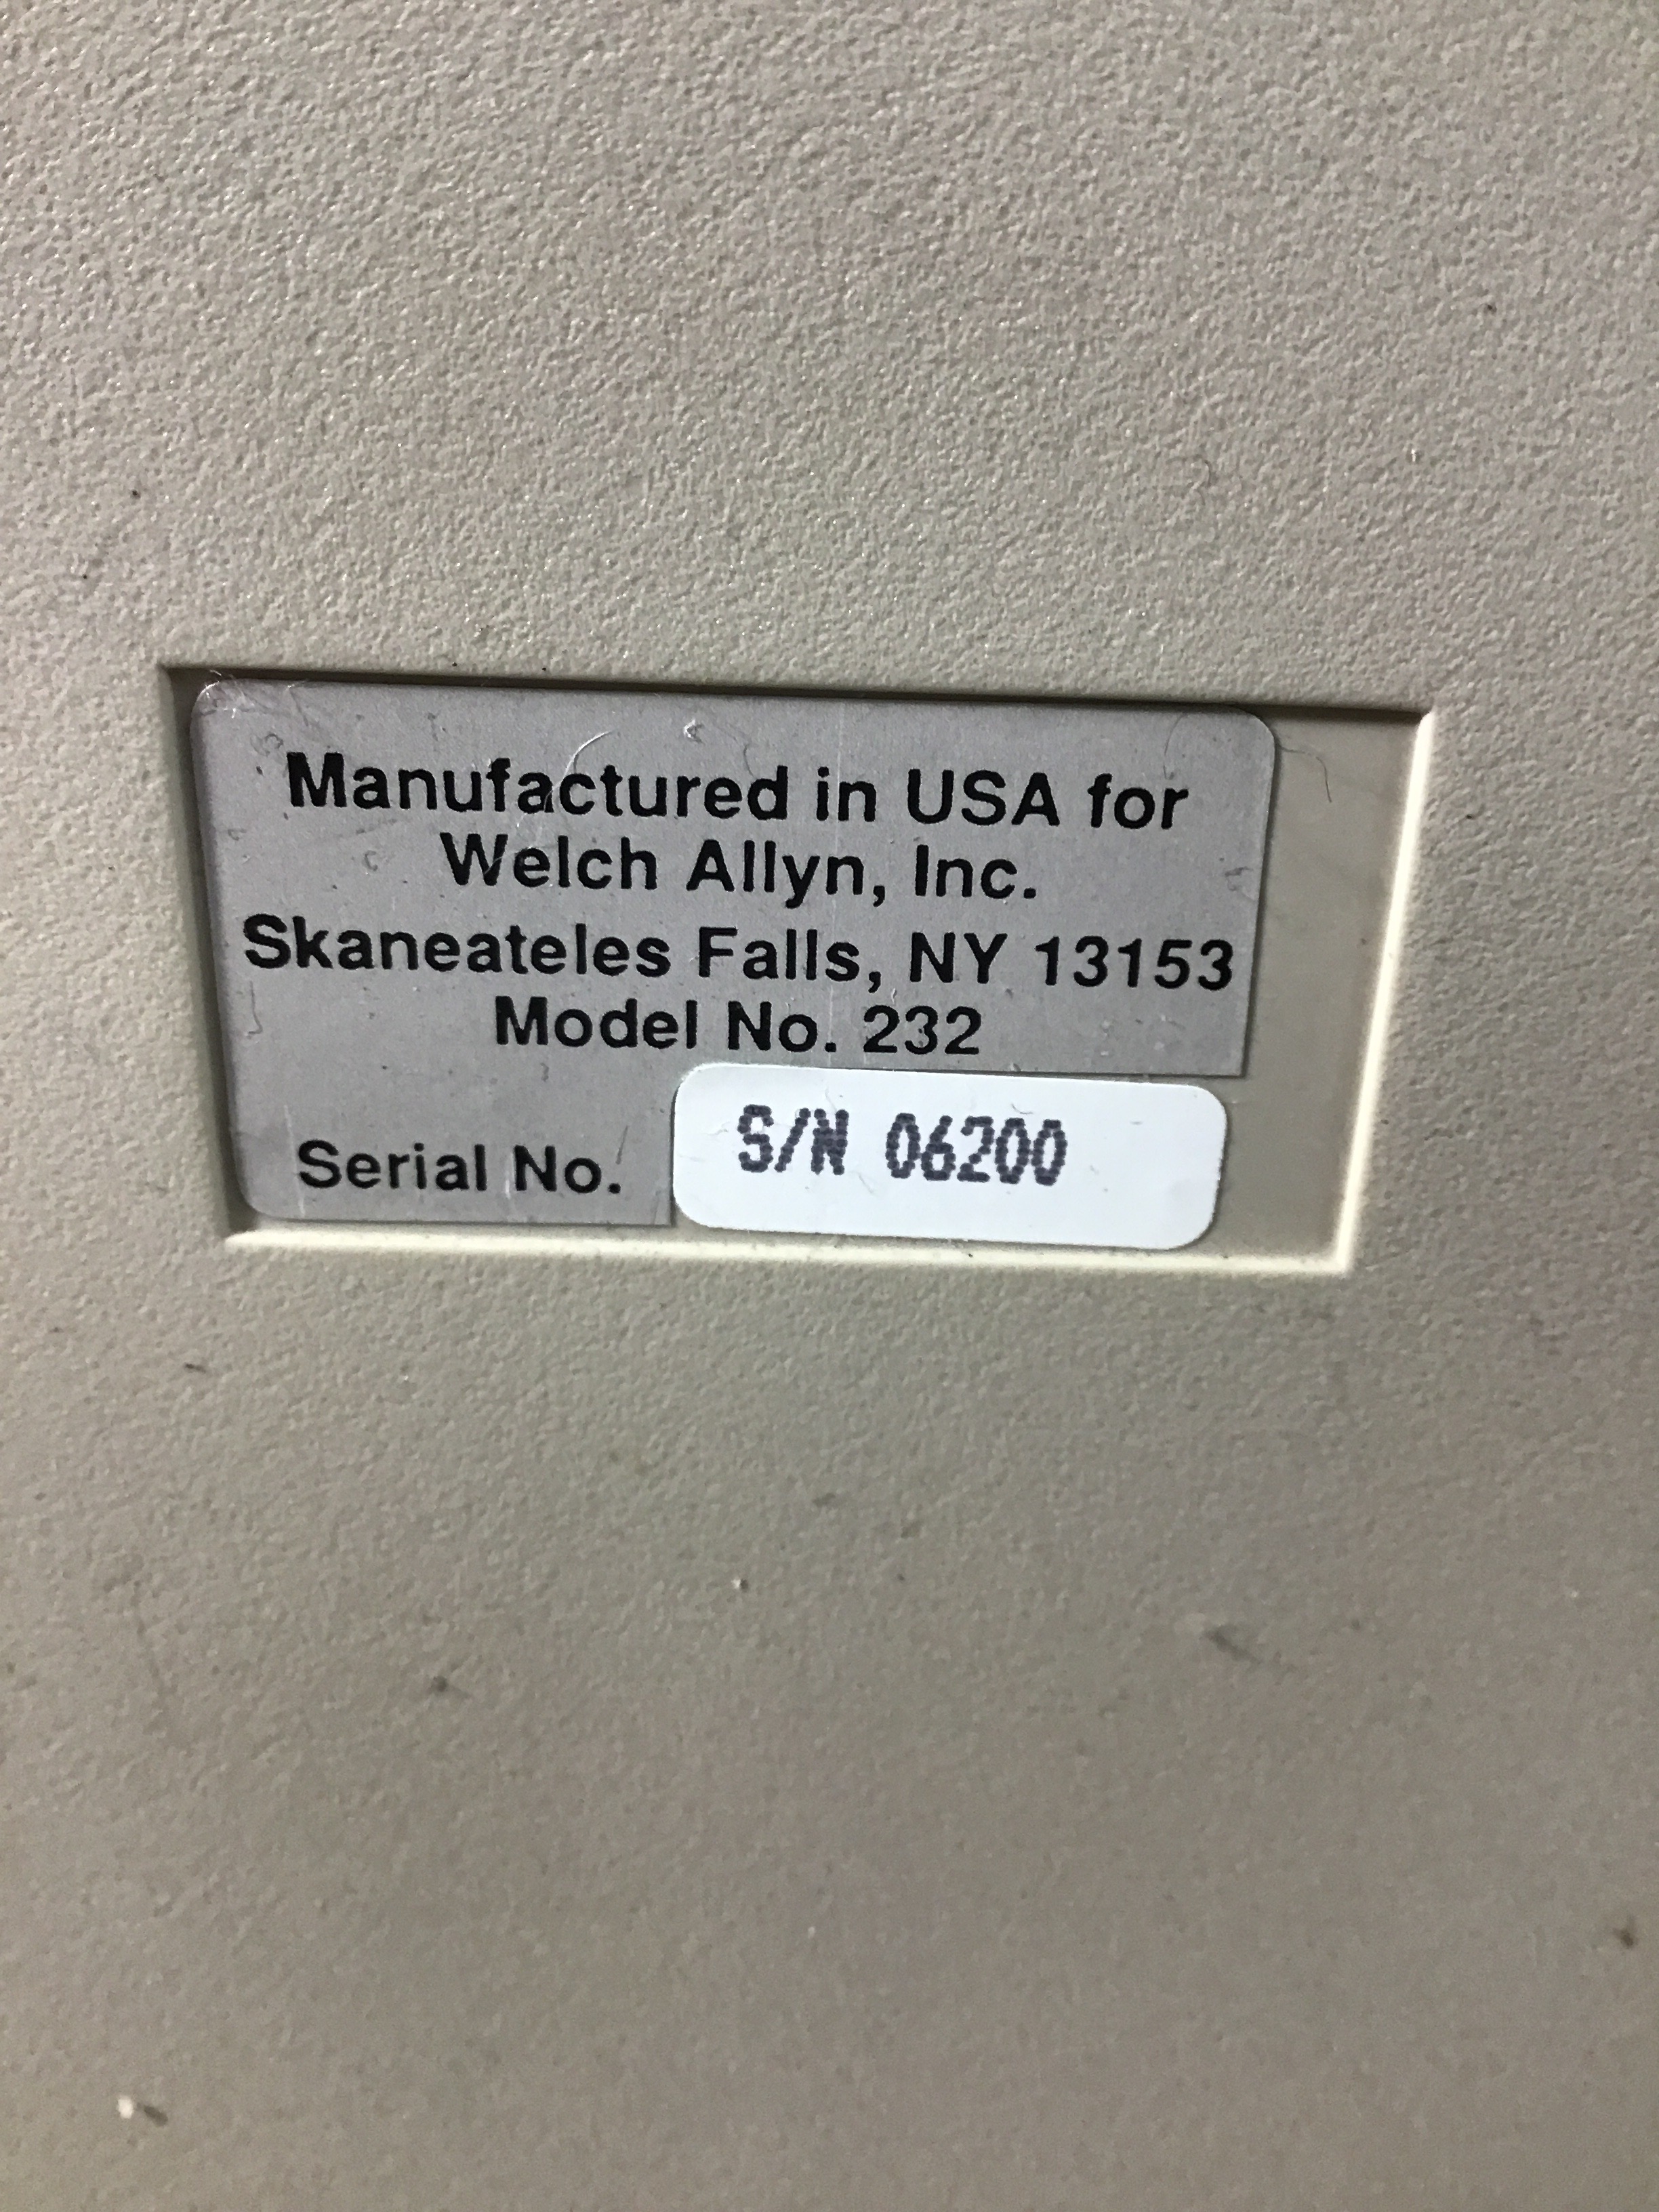 Manufactured in USA for
Welch Allyn, Inc.
Skaneateles Falls, NY 13153
Model No. 232
Serial No. S/N 06200